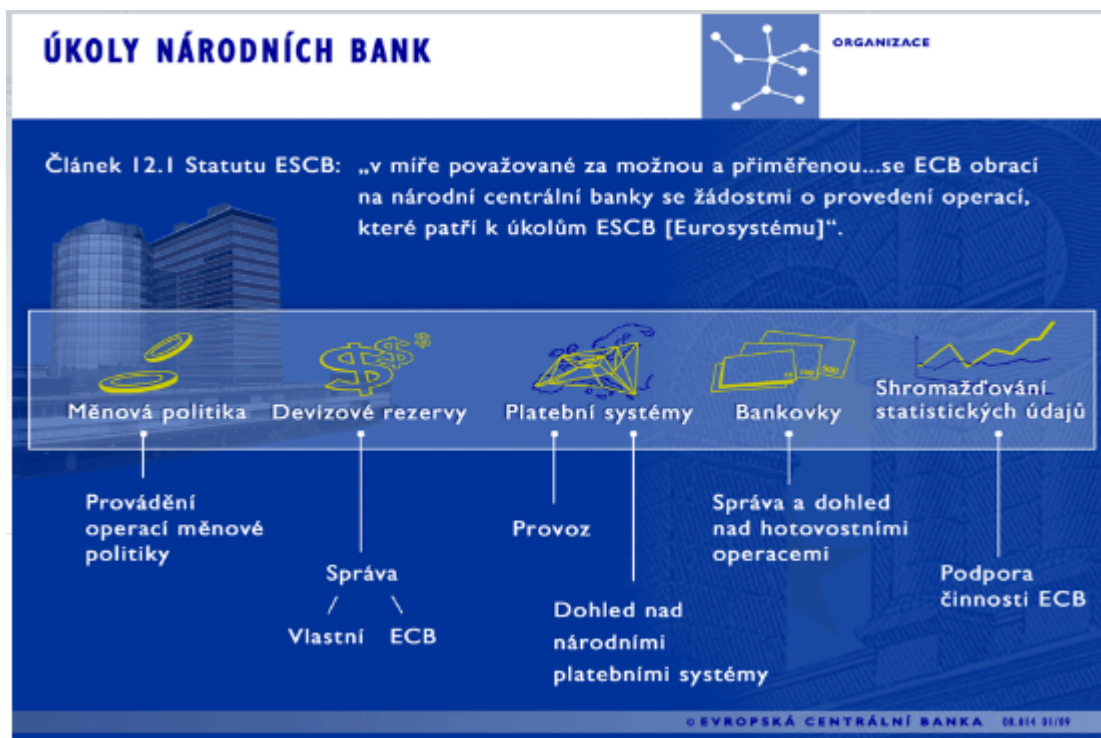 ÚKOLY NÁRODNÍCH BANK
ORGANIZACE
Článek 12.1 Statutu ESCB: „v míře považované za možnou a přiměřenou...se ECB obrací
na národní centrální banky se žádostmi o provedení operací,
které patří k úkolům ESCB [Eurosystému]“.
Měnová politika
Devizové rezervy
Platební systémy
Bankovky
Shromažďování
statistických údajů
Provádění
operací měnové
politiky
Správa
Vlastní ECB
Provoz
Dohled nad
národními
platebními systémy
Správa a dohled
nad hotovostními
operacemi
Podpora
činnosti ECB
© EVROPSKÁ CENTRÁLNÍ BANKA